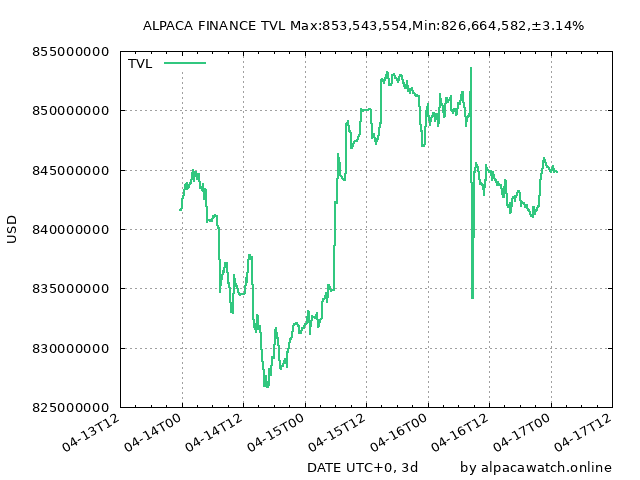 ALPACA FINANCE TVL Max:853,543,554,Min:826,664,582,±3.14%
855000000
TVL
850000000
845000000
840000000
USD
835000000
830000000
825000000
04-13T12
04-14T00
04-14T12
04-15T00
04-15T12
04-16T00
04-16T12
04-17T00
04-17T12
DATE UTC+0, 3d
by alpacawatch.online